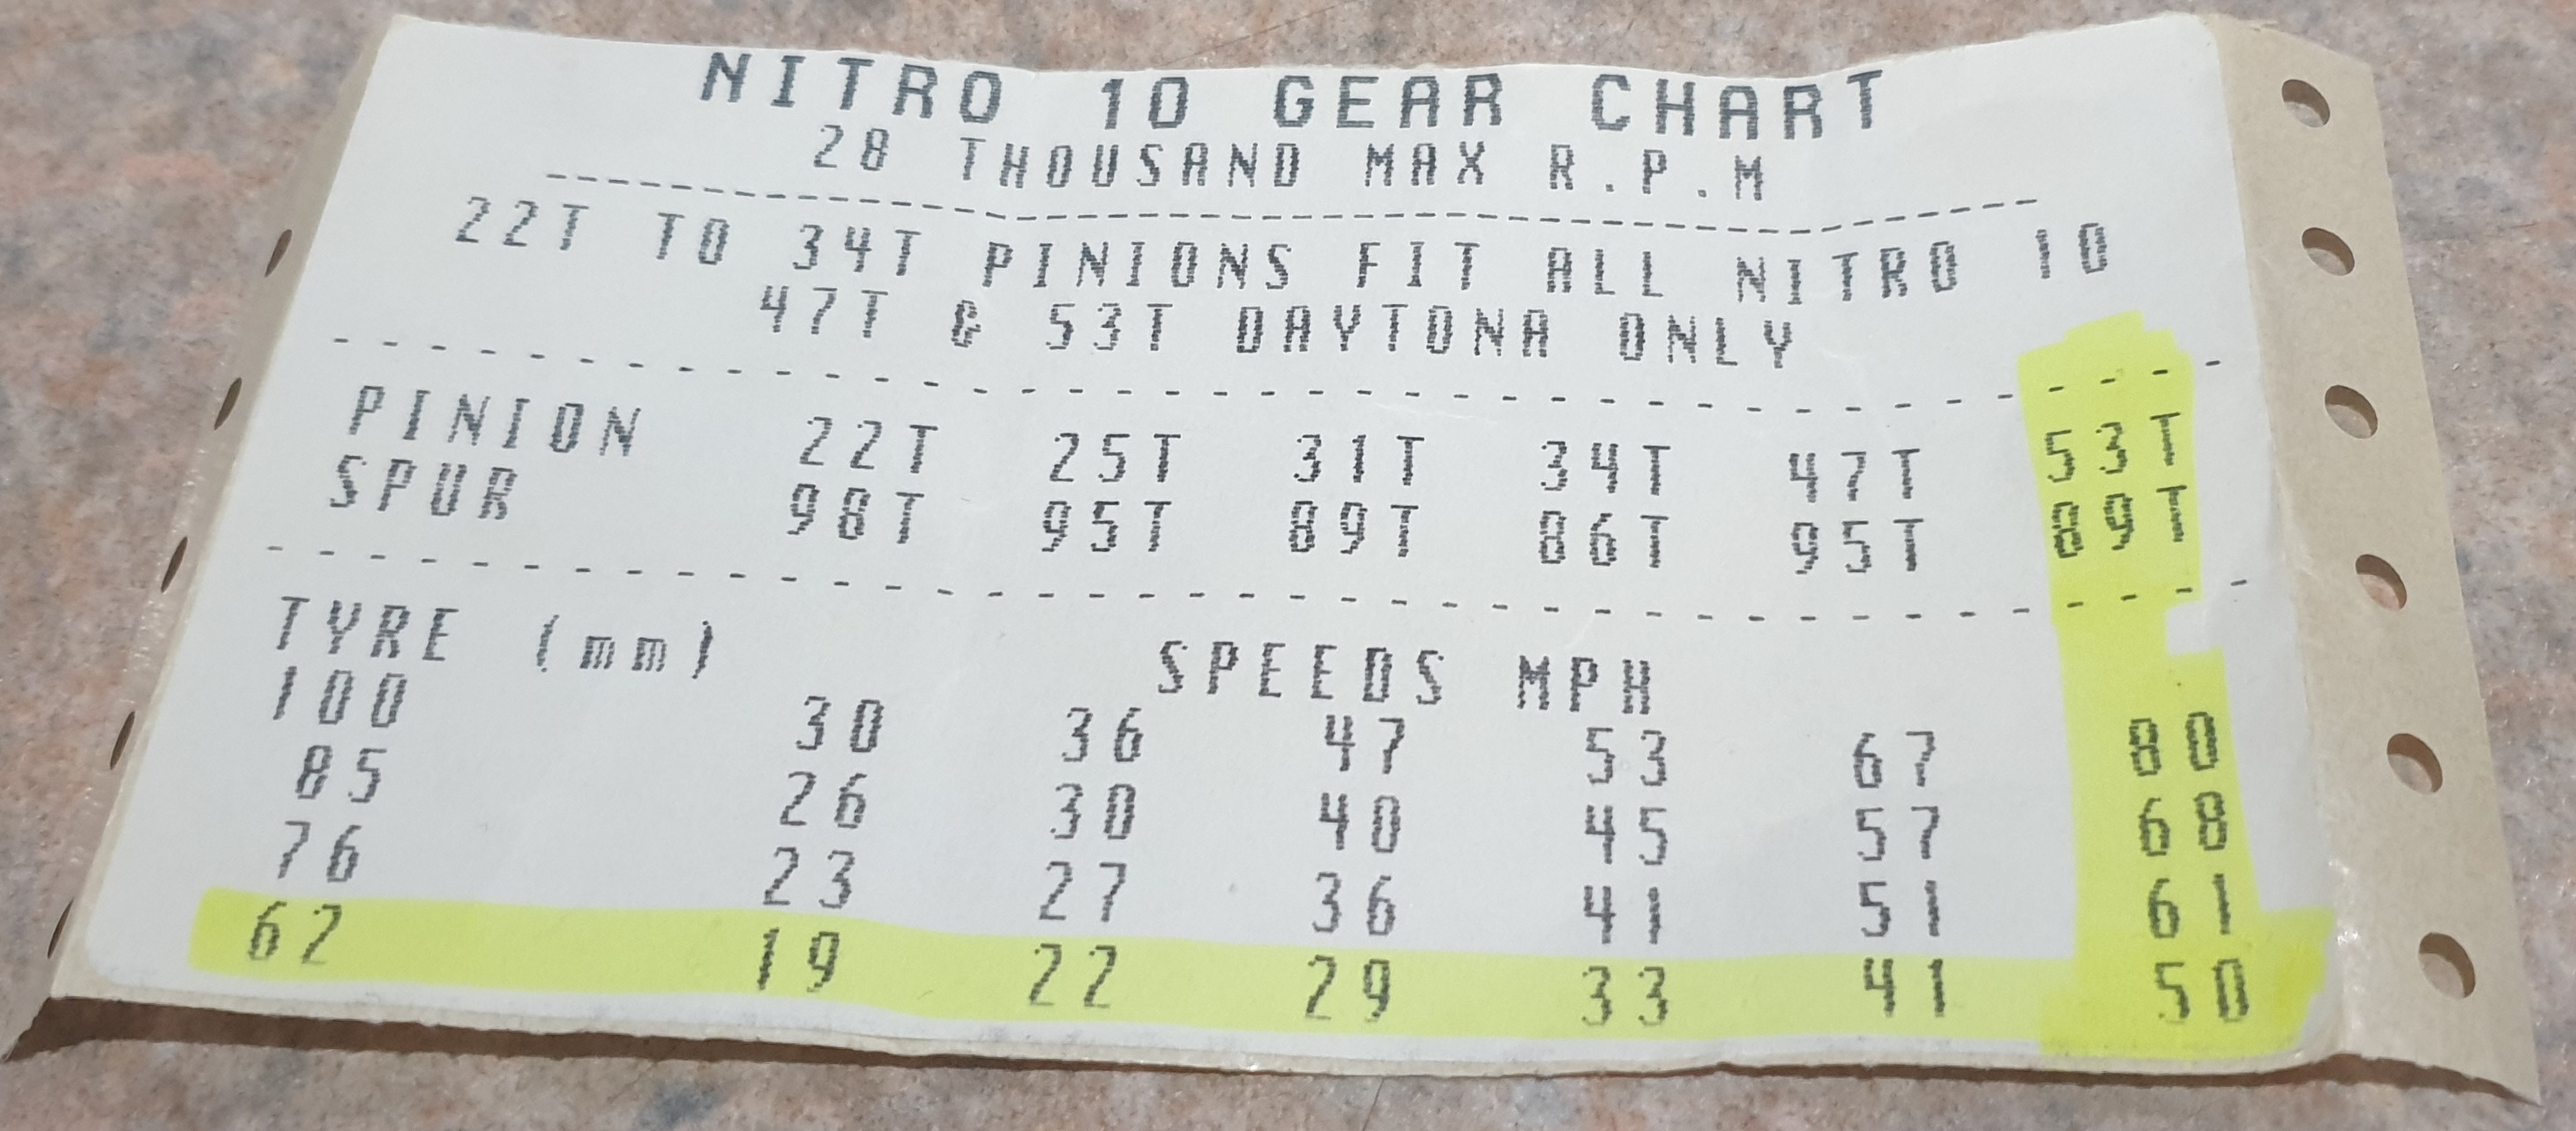 NITRO 10 GEAR CHART
28 THOUSAND MAX R.P.M
22T TO 34T PINIONS FIT ALL NITRO 10
47T & 53T DAYTONA ONLY
PINION 22T 25T 31T 34T 47T 53T
SPUR 98T 95T 89T 86T 95T 89T
TYRE (mm) SPEEDS MPH
100 30 36 47 53 67 80
85 26 30 40 45 57 68
76 23 27 36 41 51 61
62 19 22 29 33 41 50